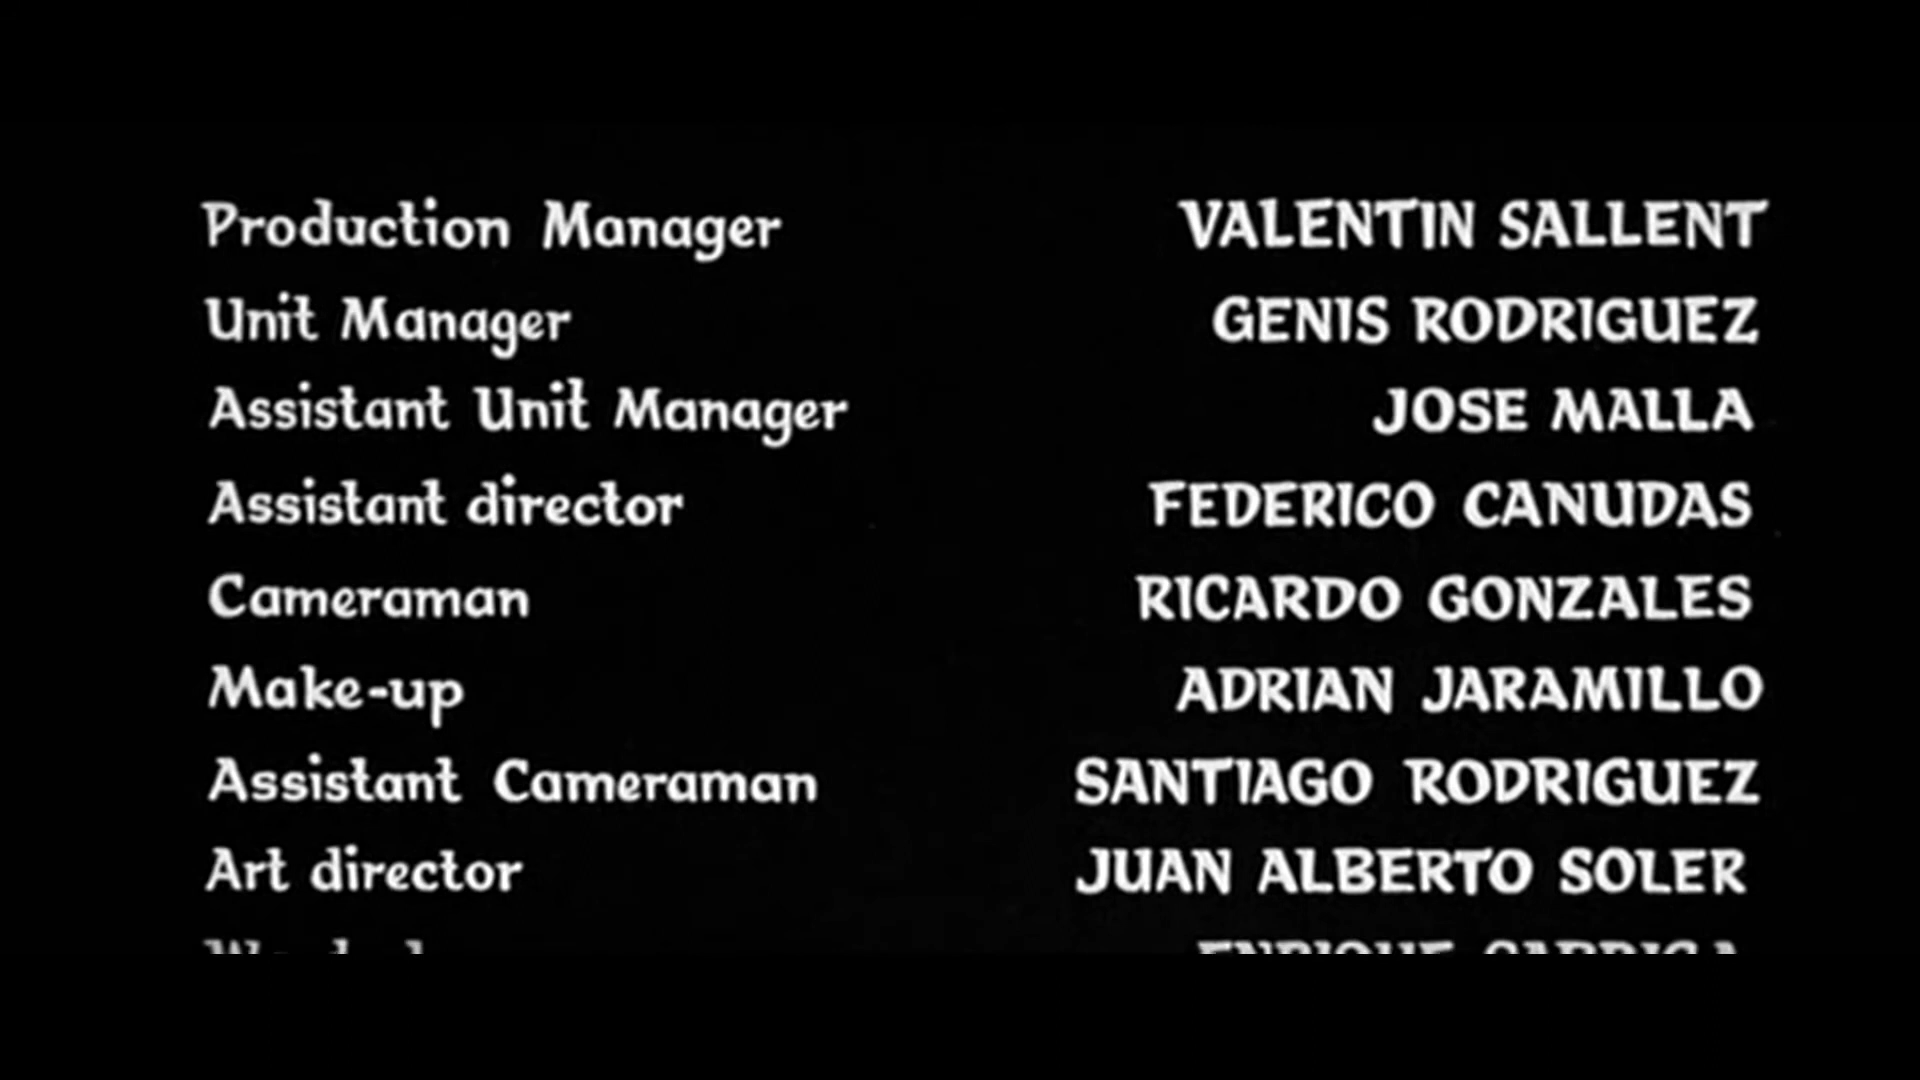 Production Manager VALENTIN SALLENT
Unit Manager GENIS RODRIGUEZ
Assistant Unit Manager JOSE MALLA
Assistant director FEDERICO CANUDAS
Cameraman RICARDO GONZALES
Make-up ADRIAN JARAMILLO
Assistant Cameraman SANTIAGO RODRIGUEZ
Art director JUAN ALBERTO SOLER